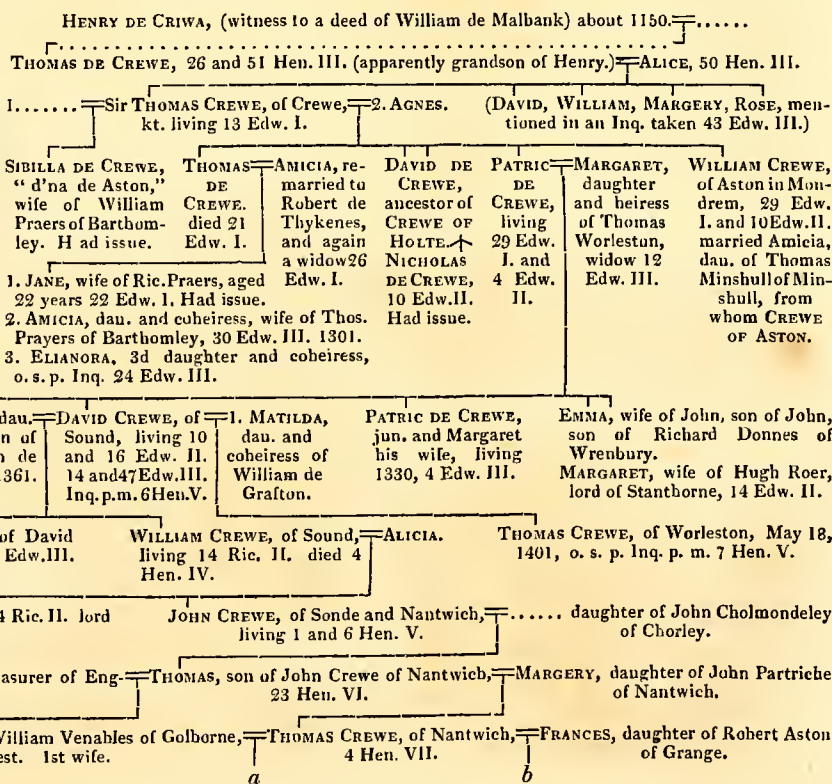 HENRY DE CRIWA, (witness to a deed of William de Malbank) about 1150.=......
THOMAS DE CREWE, 26 and 51 Hen. III. (apparently grandson of Henry.)=ALICE, 50 Hen. III.
1.......=Sir THOMAS CREWE, of Crewe,=2. AGNES.
kt. living 13 Edw. I.
(DAVID, WILLIAM, MARGERY, ROSE, men-
tioned in an Inq. taken 43 Edw. III.)
SIBILLA DE CREWE,
“ d'na de Aston,”
wife of William
Praers of Barthom-
ley. H ad issue.
THOMAS=AMICIA, re-
DE
CREWE.
died 21
Edw. I.
married to
Robert de
Thykenes,
and again
a widow 26
Edw. I.
DAVID DE
CREWE,
ancestor of
CREWE OF
HOLTE.
NICHOLAS
DE CREWE,
10 Edw.II.
Had issue.
PATRIC=MARGARET,
DE
CREWE,
living
29 Edw.
I. and
4 Edw.
II.
daughter
and heiress
of Thomas
Worleston,
widow 12
Edw. III.
WILLIAM CREWE,
of Aston in Mon-
drem, 29 Edw.
I. and 10Edw.II.
married Amicia,
dau. of Thomas
Minshull of Min-
shull, from
whom CREWE
OF ASTON.
1. JANE, wife of Ric.Praers, aged
22 years 22 Edw. I. Had issue.
2. AMICIA, dau. and coheiress, wife of Thos.
Prayers of Barthomley, 30 Edw. III. 1301.
3. ELIANORA, 3d daughter and coheiress,
o. s. p. Inq. 24 Edw. III.
dau.=DAVID CREWE, of=1. MATILDA,
n of
de
361.
Sound, living 10
and 16 Edw. II.
14 and47Edw.III.
Inq.p.m. 6Hen.V.
dau. and
coheiress of
William de
Grafton.
PATRIC DE CREWE,
jun. and Margaret
his wife, living
1330, 4 Edw. III.
EMMA, wife of John, son of John,
son of Richard Donnes of
Wrenbury.
MARGARET, wife of Hugh Roer,
lord of Stanthorne, 14 Edw. II.
of David
Edw.III.
WILLIAM CREWE, of Sound,=ALICIA.
living 14 Ric. II. died 4
Hen. IV.
THOMAS CREWE, of Worleston, May 18,
1401, o. s. p. Inq. p. m. 7 Hen. V.
4 Ric. II. lord
JOHN CREWE, of Sonde and Nantwich,=...... daughter of John Cholmondeley
living 1 and 6 Hen. V.
of Chorley.
asurer of Eng-=THOMAS, son of John Crewe of Nantwich,=MARGERY, daughter of John Partriche
23 Hen. VI.
of Nantwich.
William Venables of Golborne,=THOMAS CREWE, of Nantwich,=FRANCES, daughter of Robert Aston
est. 1st wife.
4 Hen. VII.
of Grange.
a
b